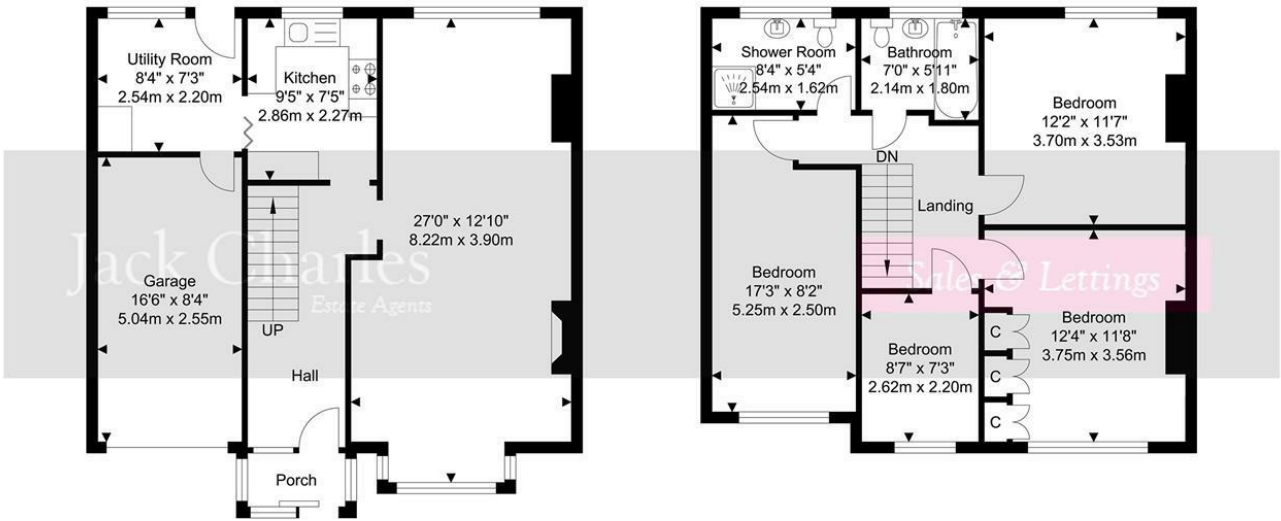 Utility Room
8'4" x 7'3"
2.54m x 2.20m
Kitchen
9'5" x 7'5"
2.86m x 2.27m
27'0" x 12'10"
8.22m x 3.90m
Garage
16'6" x 8'4"
5.04m x 2.55m
UP
Hall
Porch
Jack Charles
Estate Agents
Shower Room
8'4" x 5'4"
2.54m x 1.62m
Bathroom
7'0" x 5'11"
2.14m x 1.80m
Bedroom
12'2" x 11'7"
3.70m x 3.53m
DN
Landing
Bedroom
17'3" x 8'2"
5.25m x 2.50m
Bedroom
8'7" x 7'3"
2.62m x 2.20m
Bedroom
12'4" x 11'8"
3.75m x 3.56m
C
C
C
Sales & Lettings